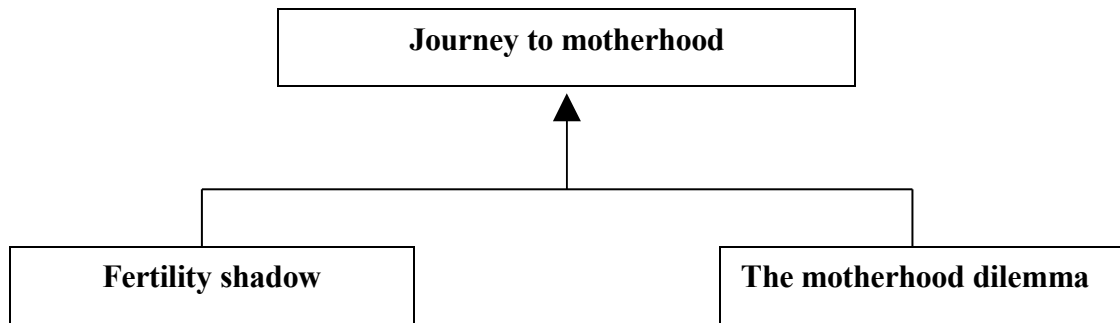 Journey to motherhood
Fertility shadow
The motherhood dilemma